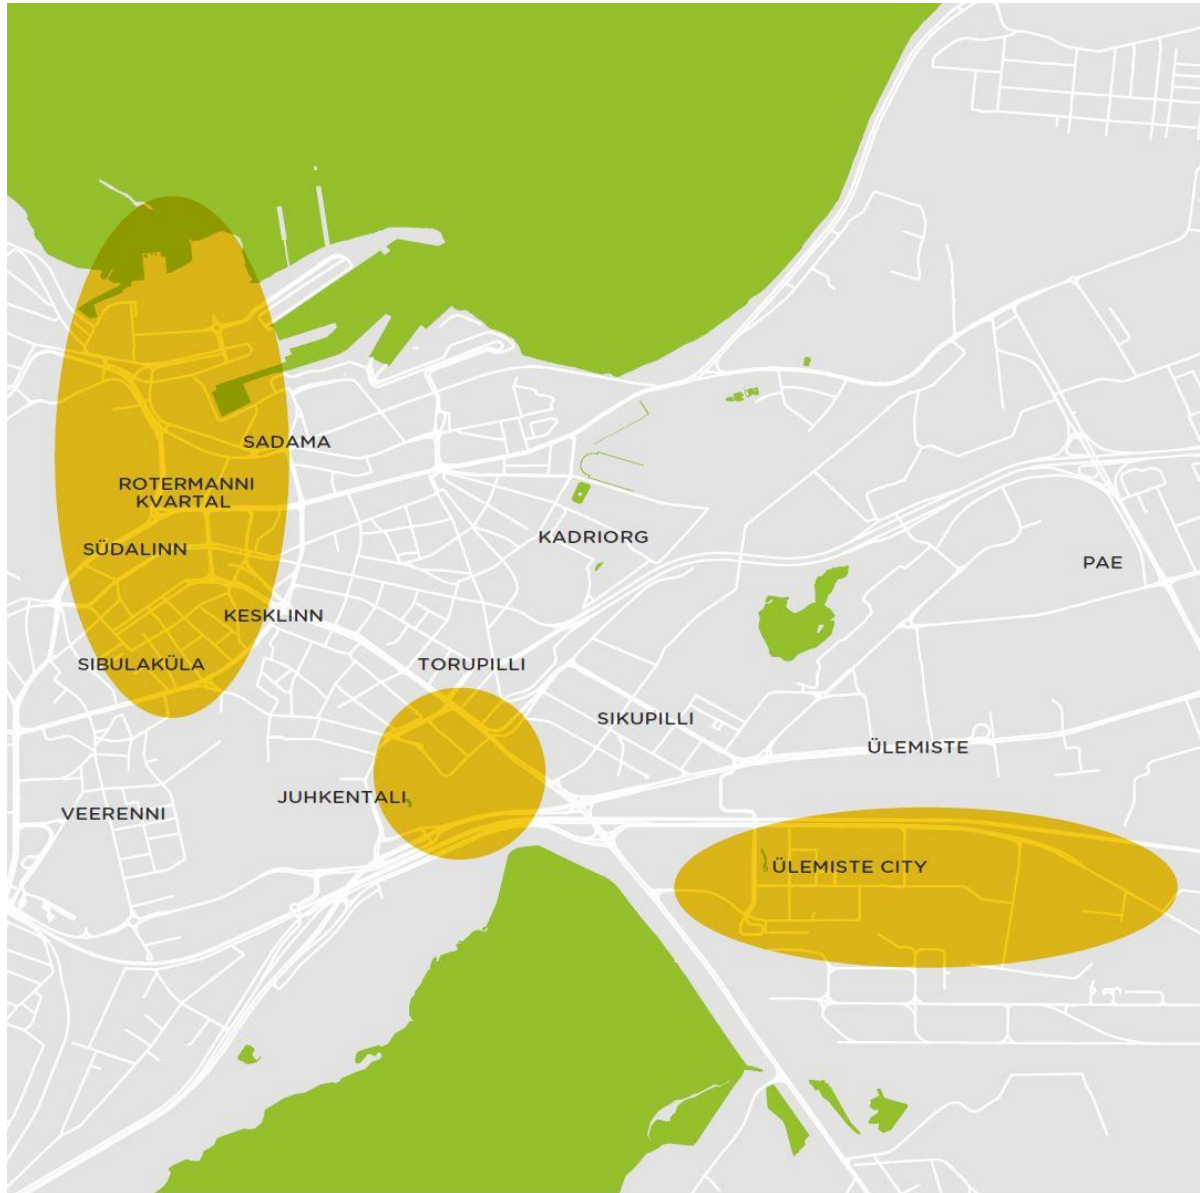 SADAMA
ROTERMANNI
KVARTAL
KADRIORG
SÜDALINN
PAE
KESKLINN
SIBULAKÜLA
TORUPILLI
SIKUPILLI
ÜLEMISTE
JUHKENTALI
VEERENNI
ÜLEMISTE CITY